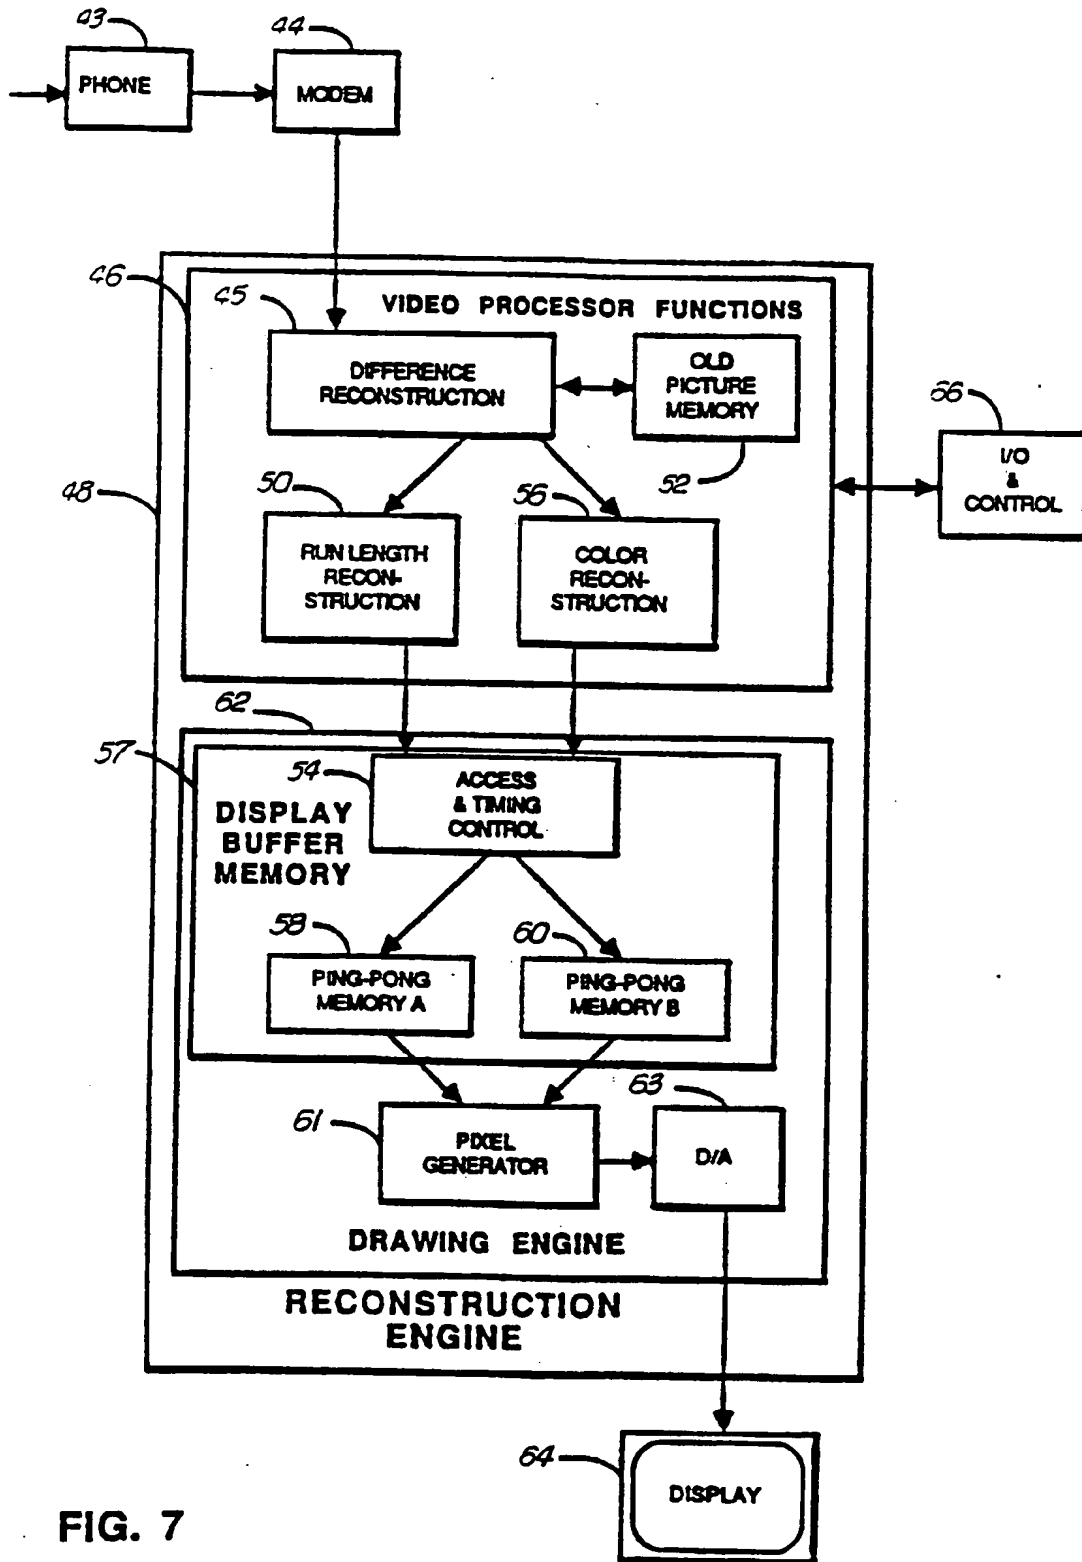 43
44
PHONE
MODEM
46
45
VIDEO PROCESSOR FUNCTIONS
DIFFERENCE
RECONSTRUCTION
OLD
PICTURE
MEMORY
66
I/O
&
CONTROL
48
50
56
52
RUN LENGTH
RECON-
STRUCTION
COLOR
RECON-
STRUCTION
62
57
54
ACCESS
& TIMING
CONTROL
DISPLAY
BUFFER
MEMORY
58
60
PING-PONG
MEMORY A
PING-PONG
MEMORY B
63
61
PIXEL
GENERATOR
D/A
DRAWING ENGINE
RECONSTRUCTION
ENGINE
64
DISPLAY
FIG. 7